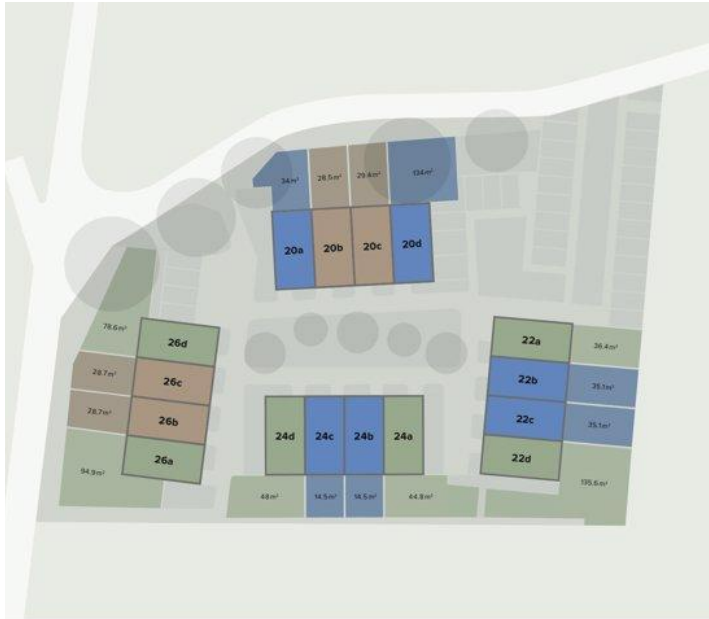 34m²
28.5m²
29.4m²
134m²
20a
20b
20c
20d
78.6m²
26d
28.7m²
26c
28.7m²
26b
94.9m²
26a
22a
36.4m²
22b
35.1m²
22c
35.1m²
22d
135.6m²
24d
24c
24b
24a
48m²
14.5m²
14.5m²
44.8m²